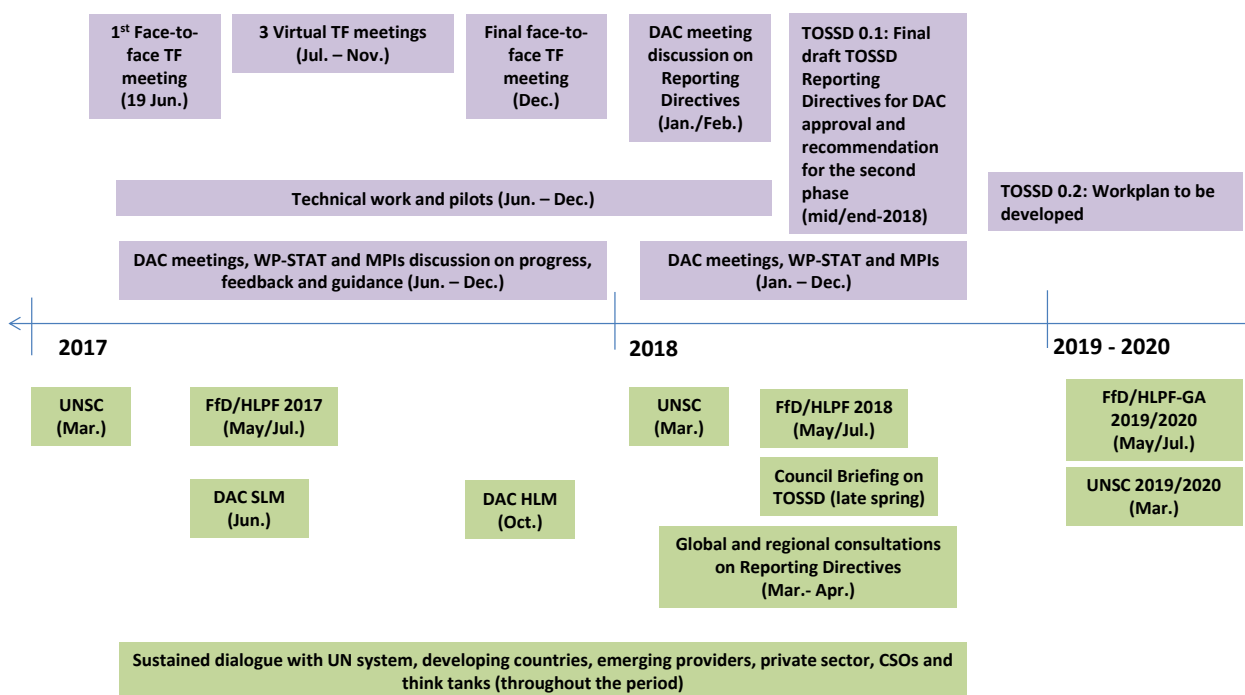 1st Face-to-
face TF
meeting
(19 Jun.)
3 Virtual TF meetings
(Jul. – Nov.)
Final face-to-
face TF
meeting
(Dec.)
DAC meeting
discussion on
Reporting
Directives
(Jan./Feb.)
TOSSD 0.1: Final
draft TOSSD
Reporting
Directives for DAC
approval and
recommendation
for the second
phase
(mid/end-2018)
Technical work and pilots (Jun. – Dec.)
TOSSD 0.2: Workplan to be
developed
DAC meetings, WP-STAT and MPIs discussion on progress,
feedback and guidance (Jun. – Dec.)
DAC meetings, WP-STAT and MPIs
(Jan. – Dec.)
2017
2018
2019 - 2020
UNSC
(Mar.)
FfD/HLPF 2017
(May/Jul.)
UNSC
(Mar.)
FfD/HLPF 2018
(May/Jul.)
FfD/HLPF-GA
2019/2020
(May/Jul.)
DAC SLM
(Jun.)
DAC HLM
(Oct.)
Council Briefing on
TOSSD (late spring)
UNSC 2019/2020
(Mar.)
Global and regional consultations
on Reporting Directives
(Mar.- Apr.)
Sustained dialogue with UN system, developing countries, emerging providers, private sector, CSOs and
think tanks (throughout the period)